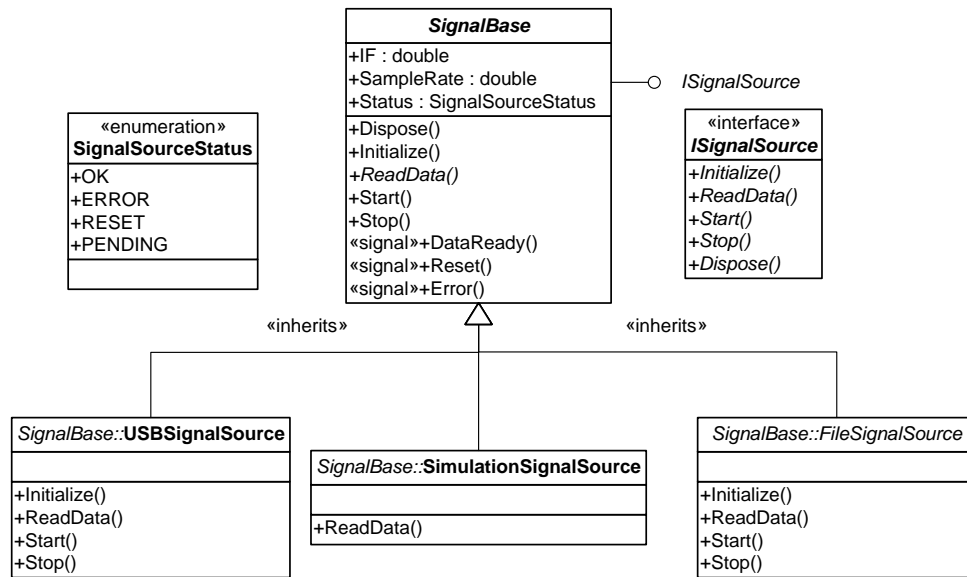 SignalBase
+IF : double
+SampleRate : double
+Status : SignalSourceStatus
+Dispose()
+Initialize()
+ReadData()
+Start()
+Stop()
«signal»+DataReady()
«signal»+Reset()
«signal»+Error()
ISignalSource
«enumeration»
SignalSourceStatus
+OK
+ERROR
+RESET
+PENDING
«interface»
ISignalSource
+Initialize()
+ReadData()
+Start()
+Stop()
+Dispose()
«inherits»
«inherits»
SignalBase::USBSignalSource
+Initialize()
+ReadData()
+Start()
+Stop()
SignalBase::SimulationSignalSource
+ReadData()
SignalBase::FileSignalSource
+Initialize()
+ReadData()
+Start()
+Stop()